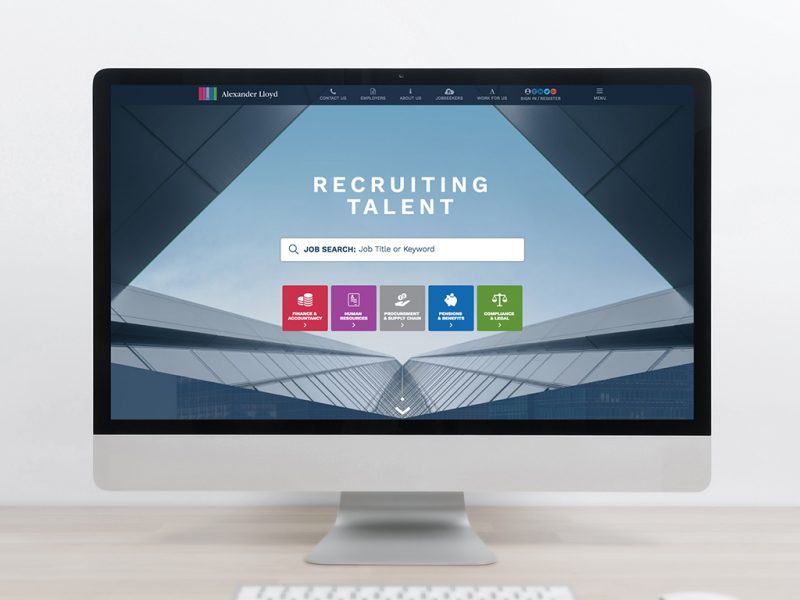 Alexander Lloyd
CONTACT US
EMPLOYERS
ABOUT US
JOBSEEKERS
WORK FOR US
SIGN IN / REGISTER
MENU
RECRUITING
TALENT
JOB SEARCH: Job Title or Keyword
FINANCE &
ACCOUNTANCY
HUMAN
RESOURCES
PROCUREMENT
& SUPPLY CHAIN
PENSIONS
& BENEFITS
COMPLIANCE
& LEGAL